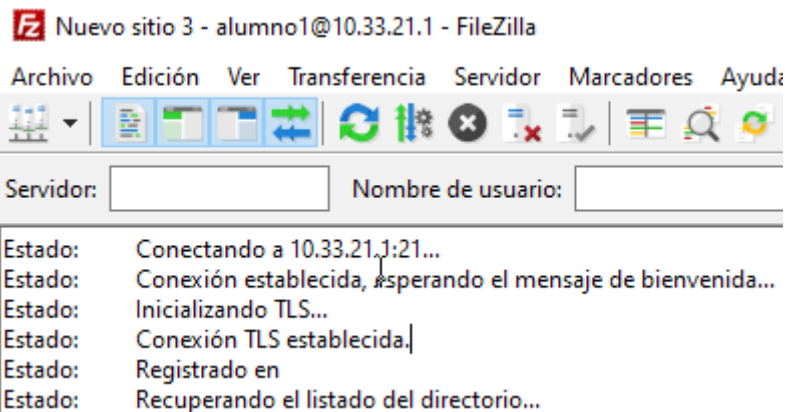 Fz Nuevo sitio 3 - alumno1@10.33.21.1 - FileZilla
Archivo Edición Ver Transferencia Servidor Marcadores Ayuda
Servidor: Nombre de usuario:
Estado: Conectando a 10.33.21.1:21...
Estado: Conexión establecida, esperando el mensaje de bienvenida...
Estado: Inicializando TLS...
Estado: Conexión TLS establecida.
Estado: Registrado en
Estado: Recuperando el listado del directorio...